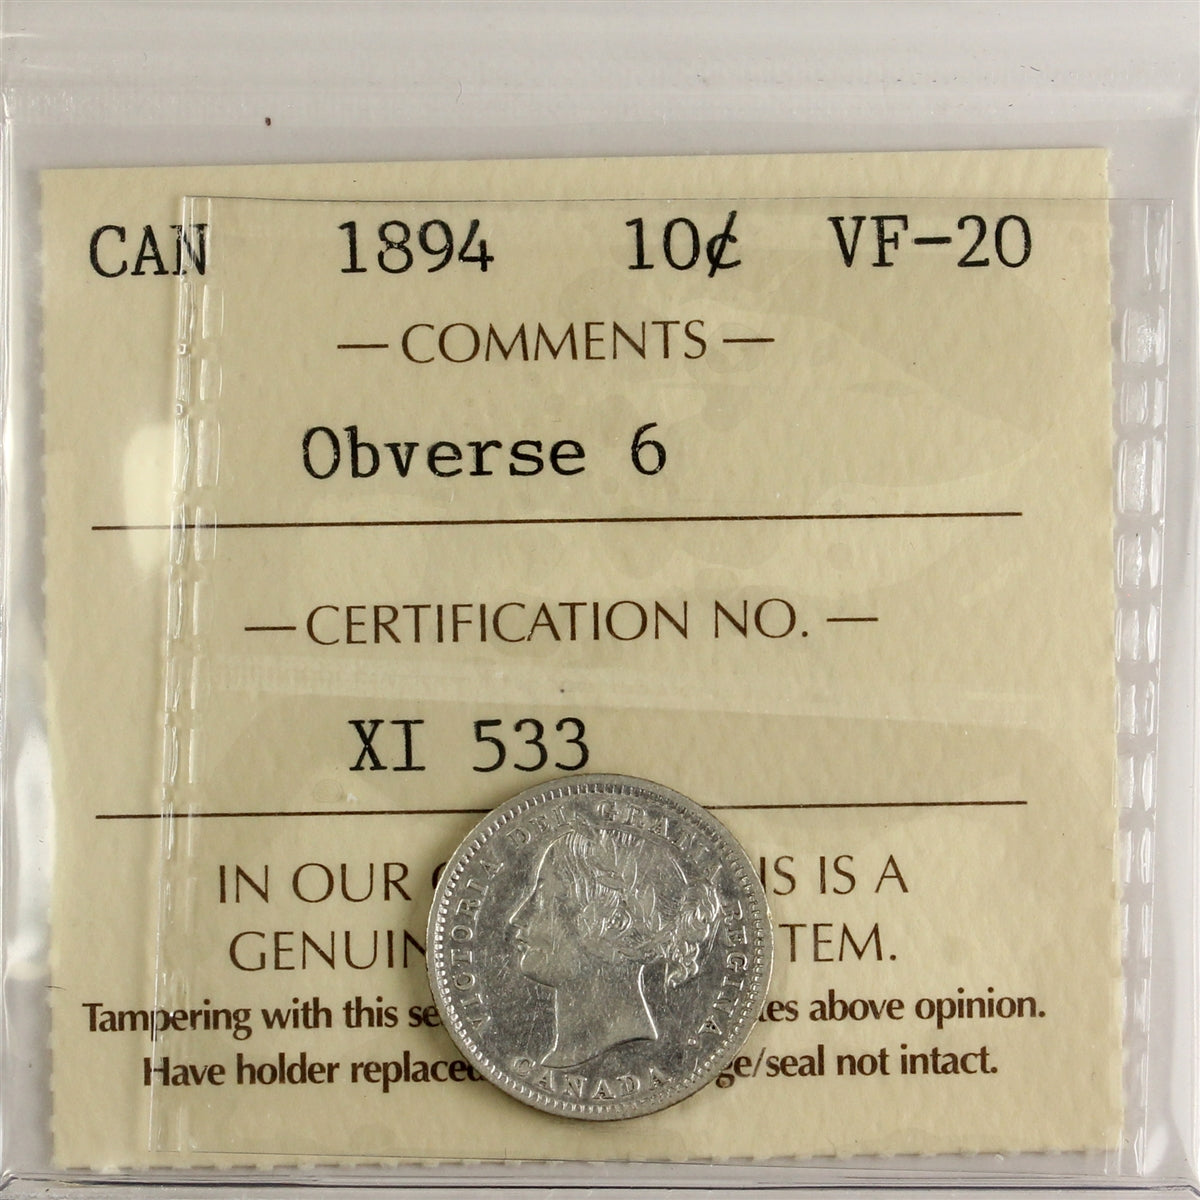 CAN 1894 10¢ VF-20
— COMMENTS —
Obverse 6
— CERTIFICATION NO. —
XI 533
IN OUR IS IS A
GENUIN TEM.
Tampering with this se tes above opinion.
Have holder replaced ge/seal not intact.
VICTORIA DEI GRATIA REGINA.
CANADA